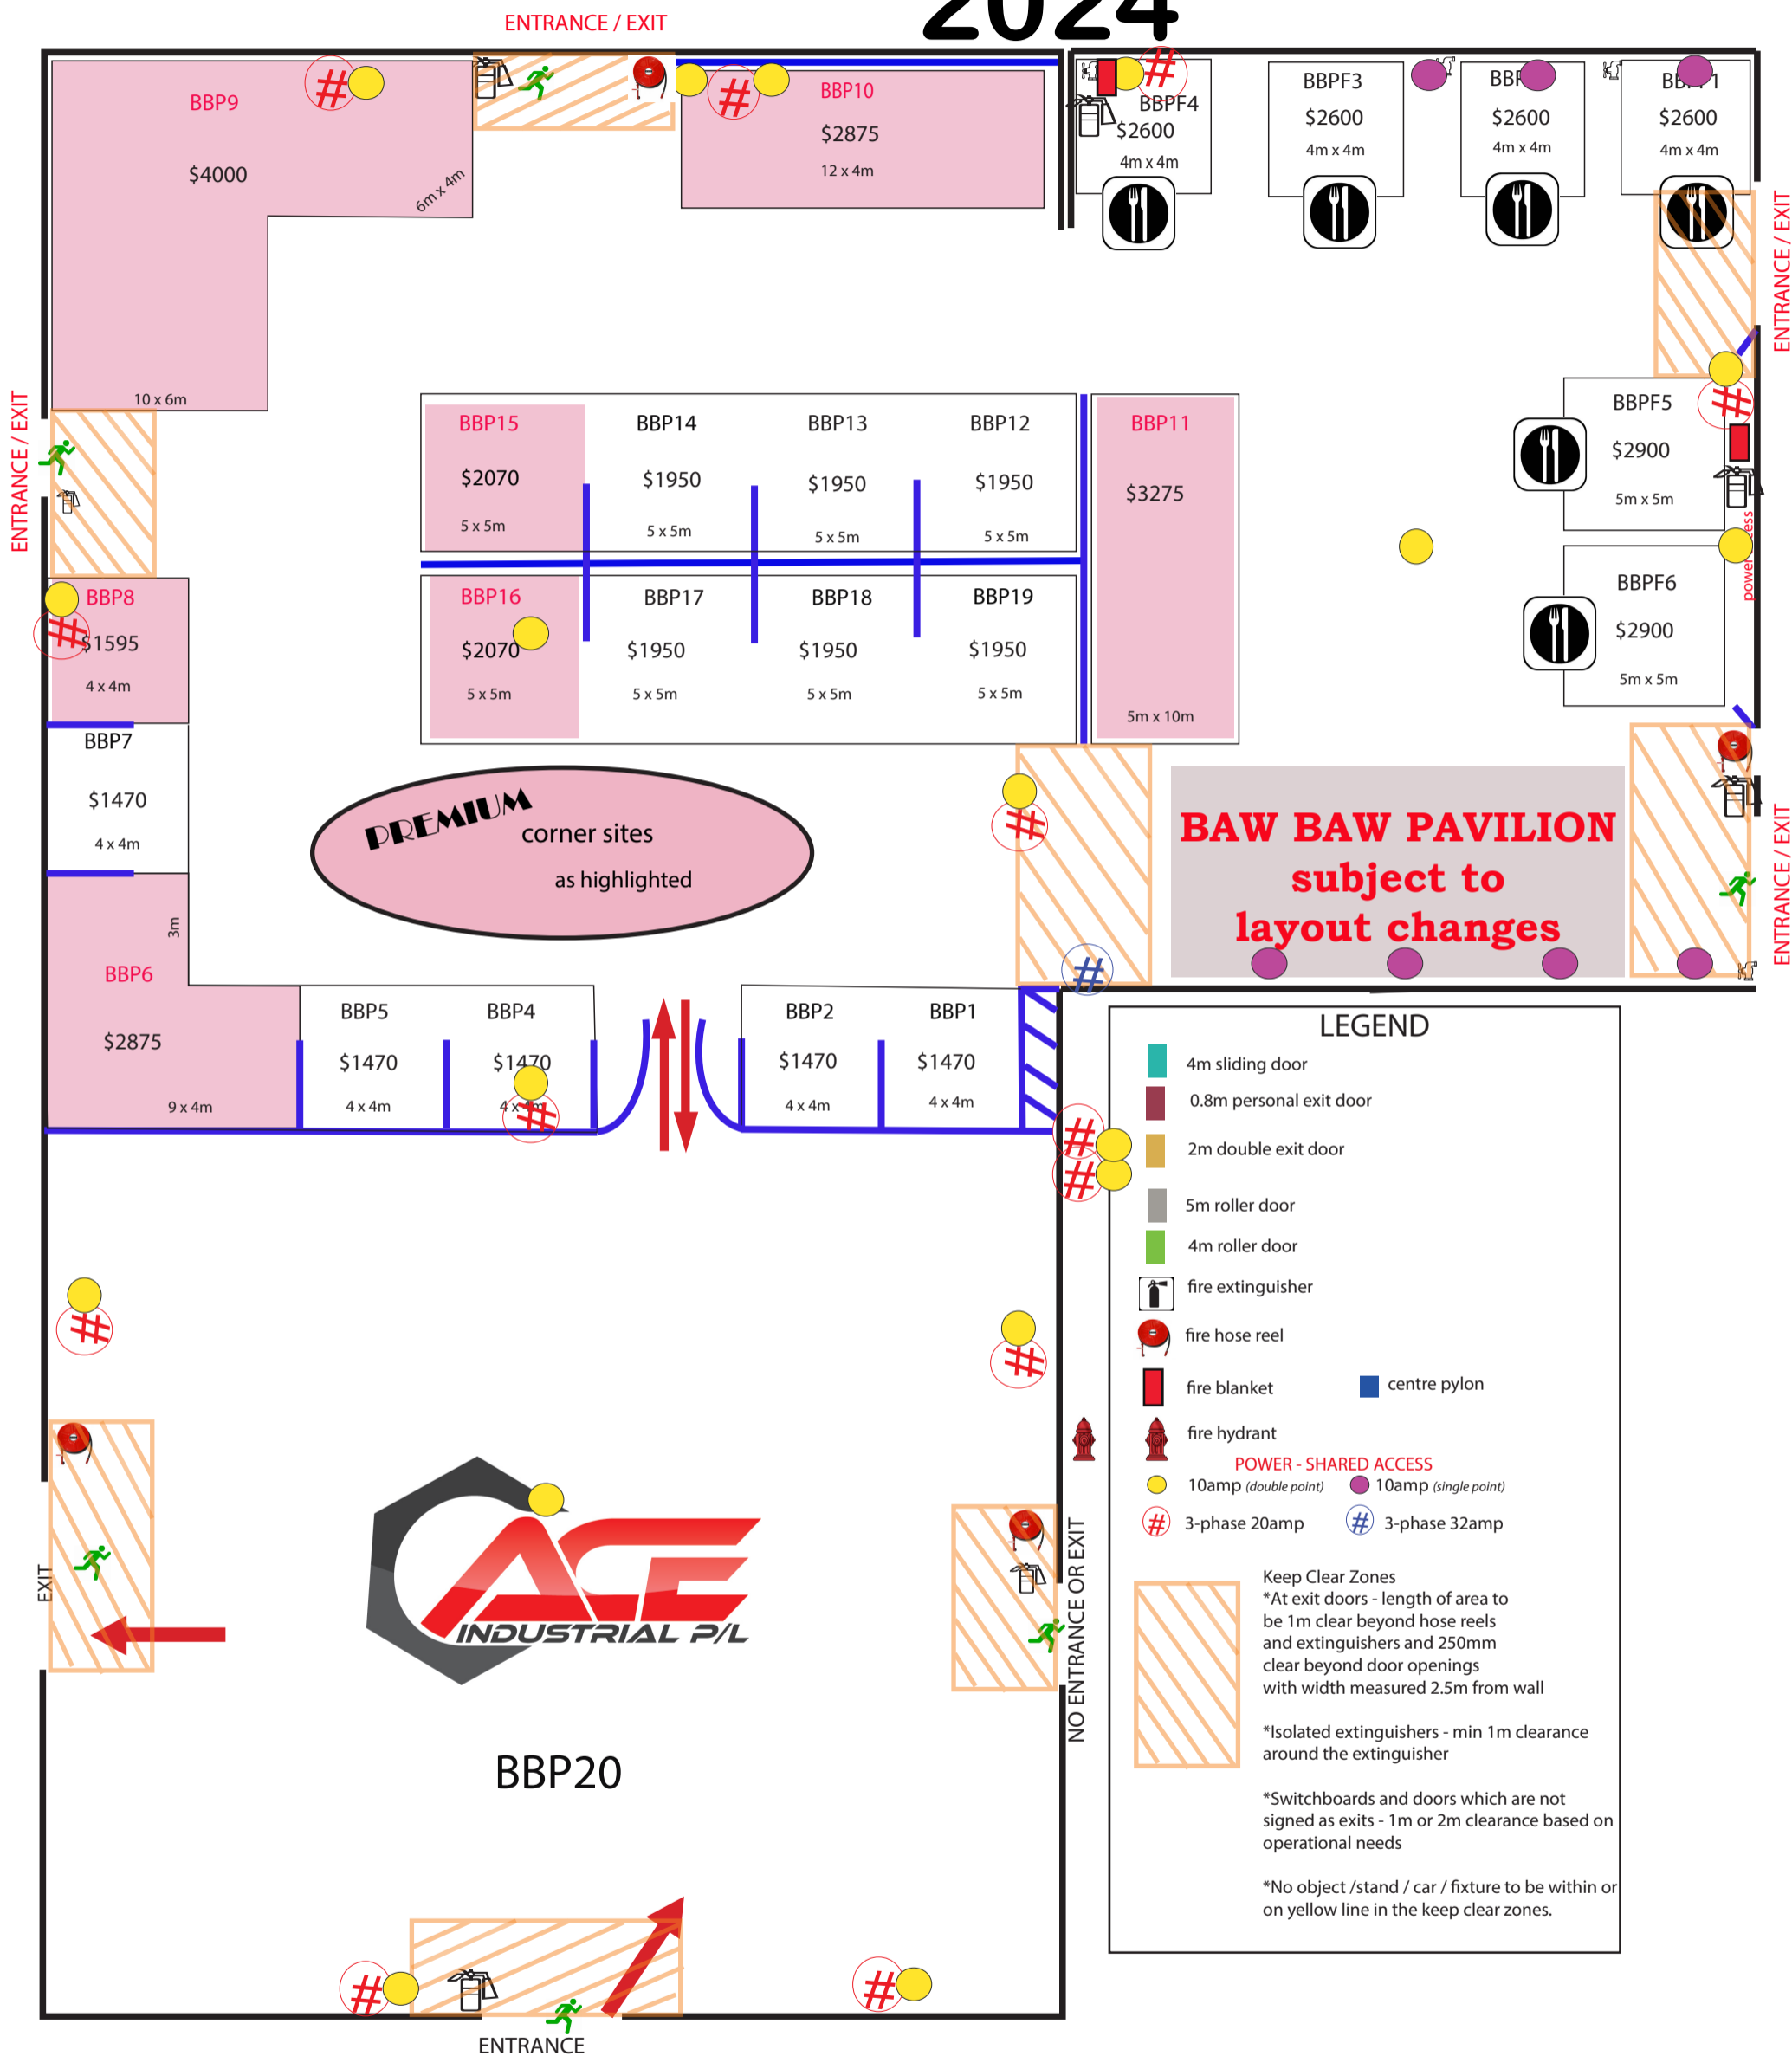 2024
ENTRANCE / EXIT
BBP9
$4000
6m x 4m
10 x 6m
BBP10
$2875
12 x 4m
BBPF4
$2600
4m x 4m
BBPF3
$2600
4m x 4m
$2600
4m x 4m
$2600
4m x 4m
ENTRANCE / EXIT
ENTRANCE / EXIT
BBP15
$2070
5 x 5m
BBP14
$1950
5 x 5m
BBP13
$1950
5 x 5m
BBP12
$1950
5 x 5m
BBP11
$3275
5m x 10m
BBPF5
$2900
5m x 5m
BBPF6
$2900
5m x 5m
BBP8
$1595
4 x 4m
BBP16
$2070
5 x 5m
BBP17
$1950
5 x 5m
BBP18
$1950
5 x 5m
BBP19
$1950
5 x 5m
BBP7
$1470
4 x 4m
PREMIUM
corner sites
as highlighted
BAW BAW PAVILION
subject to
layout changes
ENTRANCE / EXIT
3m
BBP6
$2875
9 x 4m
BBP5
$1470
4 x 4m
BBP4
$1470
BBP2
$1470
4 x 4m
BBP1
$1470
4 x 4m
LEGEND
4m sliding door
0.8m personal exit door
2m double exit door
5m roller door
4m roller door
fire extinguisher
fire hose reel
fire blanket
centre pylon
fire hydrant
POWER - SHARED ACCESS
10amp (double point)
10amp (single point)
# 3-phase 20amp
# 3-phase 32amp
Keep Clear Zones
*At exit doors - length of area to
be 1m clear beyond hose reels
and extinguishers and 250mm
clear beyond door openings
with width measured 2.5m from wall
*Isolated extinguishers - min 1m clearance
around the extinguisher
*Switchboards and doors which are not
signed as exits - 1m or 2m clearance based on
operational needs
*No object /stand / car / fixture to be within or
on yellow line in the keep clear zones.
EXIT
ACE
INDUSTRIAL P/L
NO ENTRANCE OR EXIT
BBP20
ENTRANCE